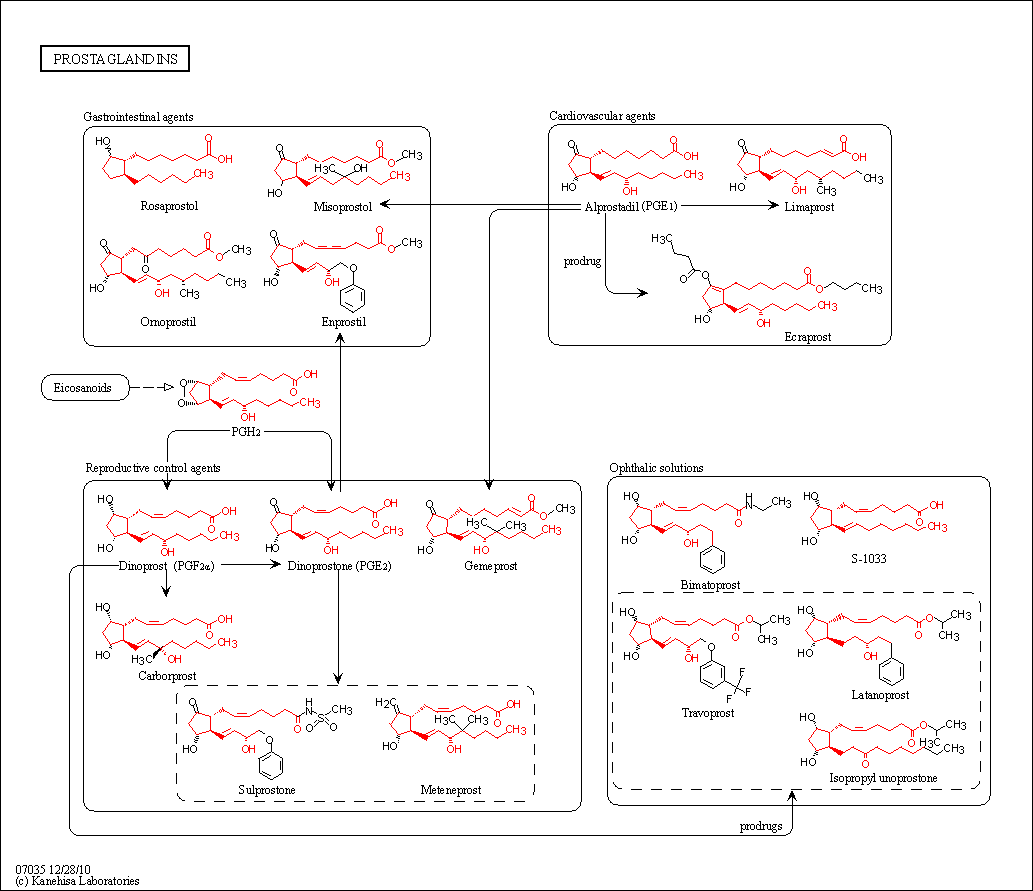 PROSTAGLANDINS
Gastrointestinal agents
Cardiovascular agents
HO
O
OH
CH3
Rosaprostol
O
O
O
CH3
H3C
OH
CH3
HO
Misoprostol
O
O
OH
HO
OH
CH3
Alprostadil (PGE1)
O
O
OH
HO
OH
CH3
CH3
Limaprost
O
O
O
O
CH3
HO
OH
CH3
CH3
Ornoprostil
O
O
O
CH3
HO
OH
O
Enprostil
prodrug
H3C
O
O
O
O
CH3
HO
OH
CH3
Ecraprost
Eicosanoids
O
O
OH
O
OH
CH3
PGH2
Reproductive control agents
Ophthalic solutions
HO
OH
O
HO
OH
CH3
Dinoprost (PGF2α)
O
OH
O
HO
OH
CH3
Dinoprostone (PGE2)
O
O
O
CH3
H3C
CH3
HO
HO
CH3
Gemeprost
HO
H
N
CH3
O
HO
OH
Bimatoprost
HO
OH
O
HO
CH3
S-1033
HO
OH
O
HO
H3C
OH
CH3
Carborprost
HO
O
O
CH3
CH3
HO
OH
O
F
F
F
Travoprost
HO
O
O
CH3
CH3
HO
OH
Latanoprost
O
H
N
S
CH3
O
O
O
HO
OH
O
Sulprostone
H2C
OH
O
H3C
CH3
HO
OH
CH3
Meteneprost
HO
O
O
CH3
H3C
CH3
HO
O
Isopropyl unoprostone
prodrugs
07035 12/28/10
(c) Kanehisa Laboratories